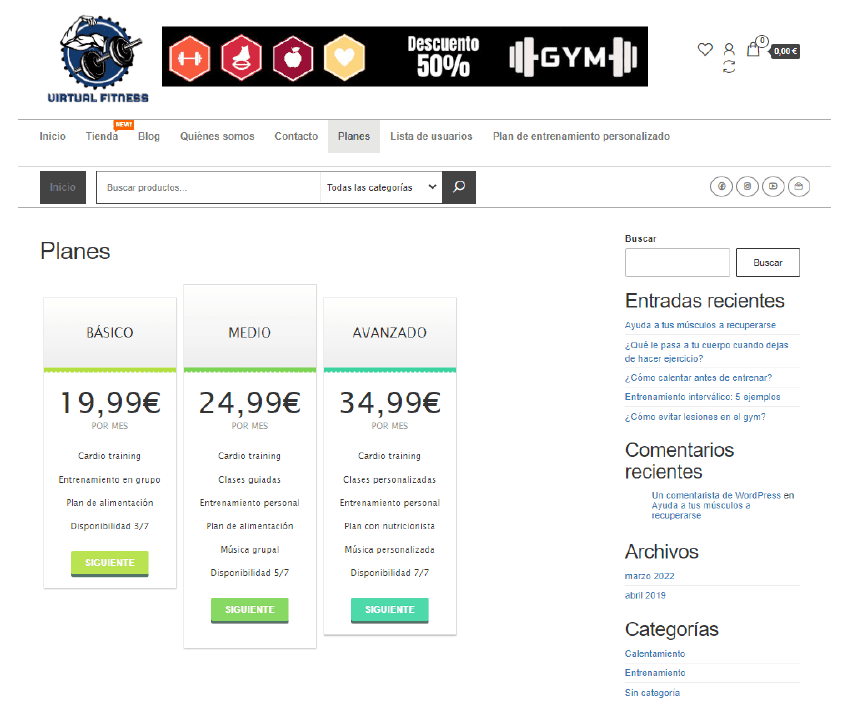 VIRTUAL FITNESS
Descuento
50%
GYM
0
0,00 €
NEW!
Inicio
Tienda
Blog
Quiènes somos
Contacto
Planes
Lista de usuarios
Plan de entrenamiento personalizado
Inicio
Buscar productos...
Todas las categorías
Planes
BÁSICO
19,99€
POR MES
Cardio training
Entrenamiento en grupo
Plan de alimentación
Disponibilidad 3/7
SIGUIENTE
MEDIO
24,99€
POR MES
Cardio training
Clases guiadas
Entrenamiento personal
Plan de alimentación
Música grupal
Disponibilidad 5/7
SIGUIENTE
AVANZADO
34,99€
POR MES
Cardio training
Clases personalizadas
Entrenamiento personal
Plan con nutricionista
Música personalizada
Disponibilidad 7/7
SIGUIENTE
Buscar
Buscar
Entradas recientes
Ayuda a tus músculos a recuperarse
¿Qué le pasa a tu cuerpo cuando dejas
de hacer ejercicio?
¿Cómo calentar antes de entrenar?
Entrenamiento interválico: 5 ejemplos
¿Cómo evitar lesiones en el gym?
Comentarios
recientes
Un comentarista de WordPress en
Ayuda a tus músculos a
recuperarse
Archivos
marzo 2022
abril 2019
Categorías
Calentamiento
Entrenamiento
Sin categoría